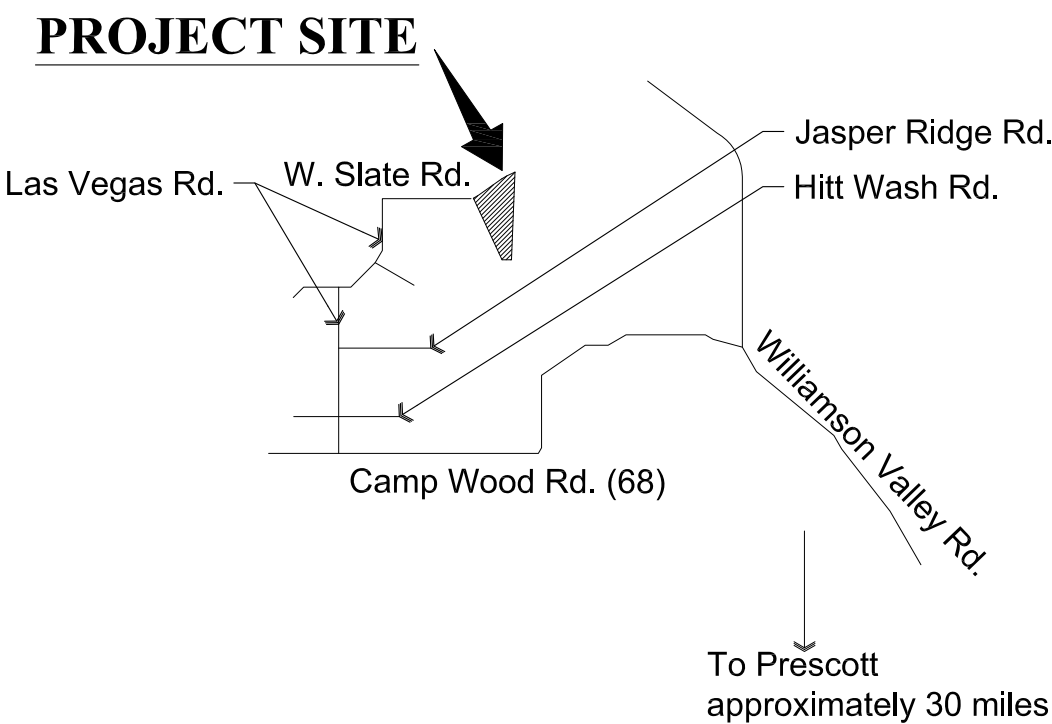 PROJECT SITE
Jasper Ridge Rd.
Las Vegas Rd.
W. Slate Rd.
Hitt Wash Rd.
Williamson Valley Rd.
Camp Wood Rd. (68)
To Prescott
approximately 30 miles